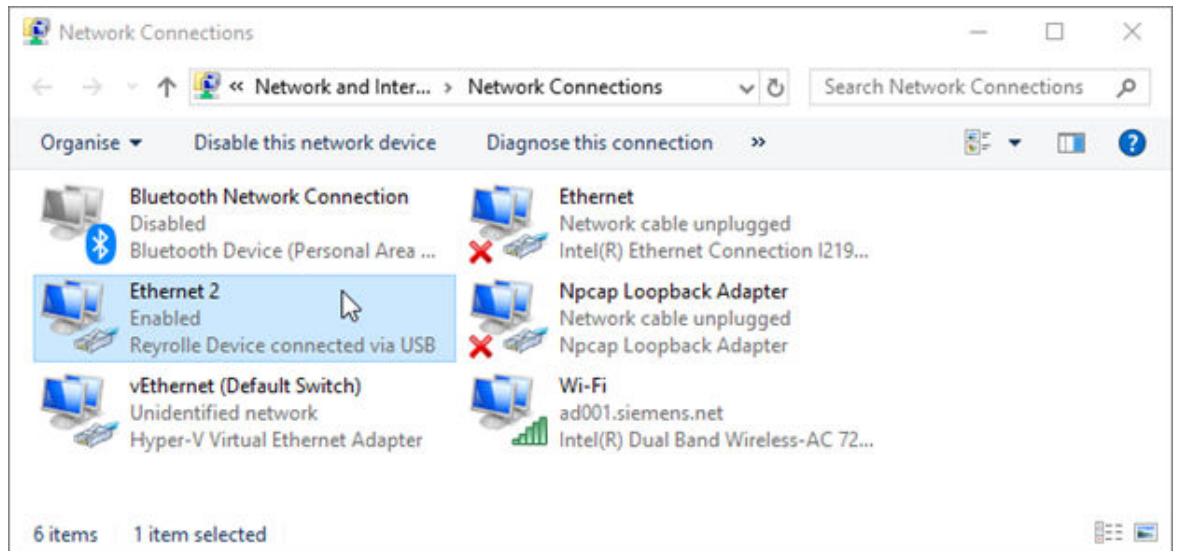 Network Connections
« Network and Inter... › Network Connections
Search Network Connections
Organise
Disable this network device
Diagnose this connection
»
Bluetooth Network Connection
Disabled
Bluetooth Device (Personal Area ...
Ethernet
Network cable unplugged
Intel(R) Ethernet Connection I219...
Ethernet 2
Enabled
Reyrolle Device connected via USB
Npcap Loopback Adapter
Network cable unplugged
Npcap Loopback Adapter
vEthernet (Default Switch)
Unidentified network
Hyper-V Virtual Ethernet Adapter
Wi-Fi
ad001.siemens.net
Intel(R) Dual Band Wireless-AC 72...
6 items
1 item selected